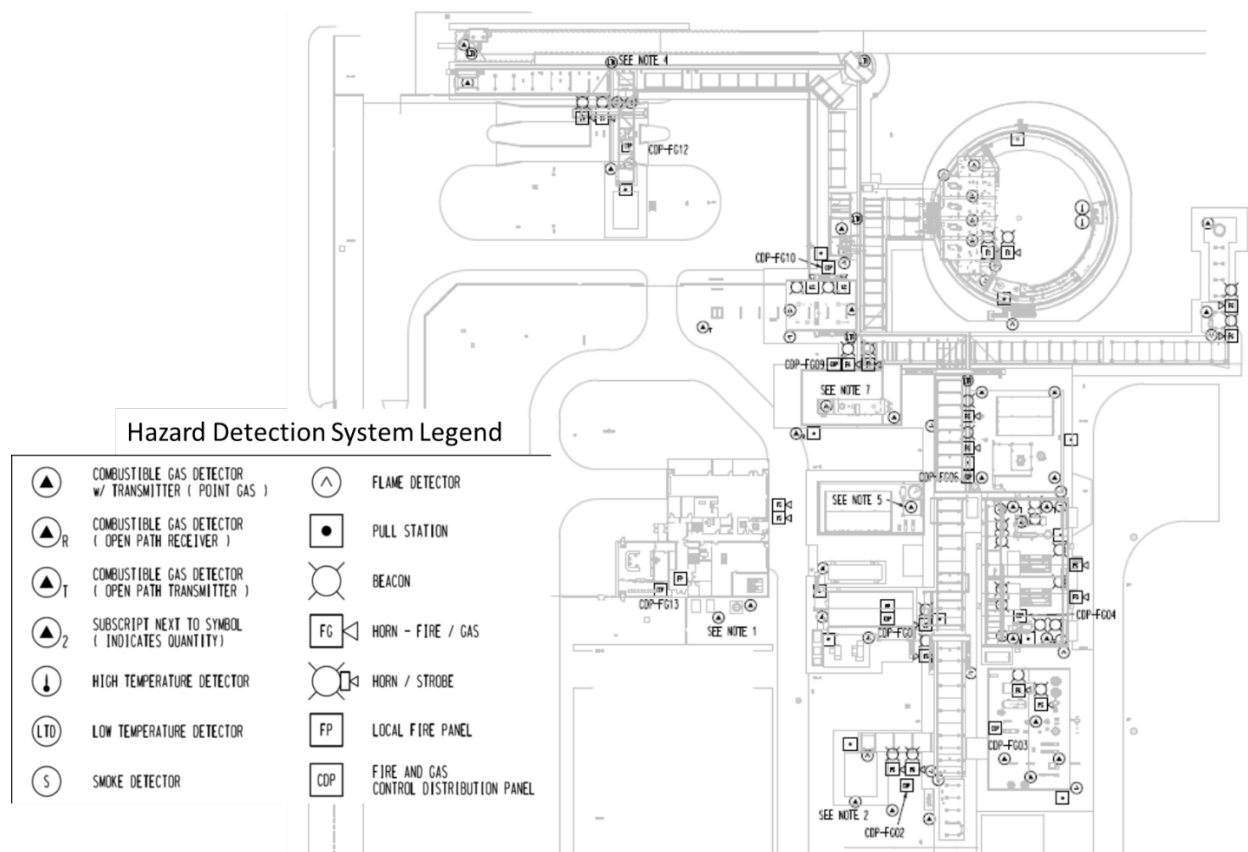 SEE NOTE 4
CDP-FG12
CDP-FG10
CDP-FG09
SEE NOTE 7
Hazard Detection System Legend
COMBUSTIBLE GAS DETECTOR
W/ TRANSMITTER ( POINT GAS )
FLAME DETECTOR
R
COMBUSTIBLE GAS DETECTOR
( OPEN PATH RECEIVER )
PULL STATION
T
COMBUSTIBLE GAS DETECTOR
( OPEN PATH TRANSMITTER )
BEACON
2
SUBSCRIPT NEXT TO SYMBOL
( INDICATES QUANTITY)
FG
HORN - FIRE / GAS
HIGH TEMPERATURE DETECTOR
HORN / STROBE
LTD
LOW TEMPERATURE DETECTOR
FP
LOCAL FIRE PANEL
S
SMOKE DETECTOR
CDP
FIRE AND GAS
CONTROL DISTRIBUTION PANEL
SEE NOTE 5
CDP-FG13
SEE NOTE 1
CDP-FG04
CDP-FG03
SEE NOTE 2
CDP-FG02